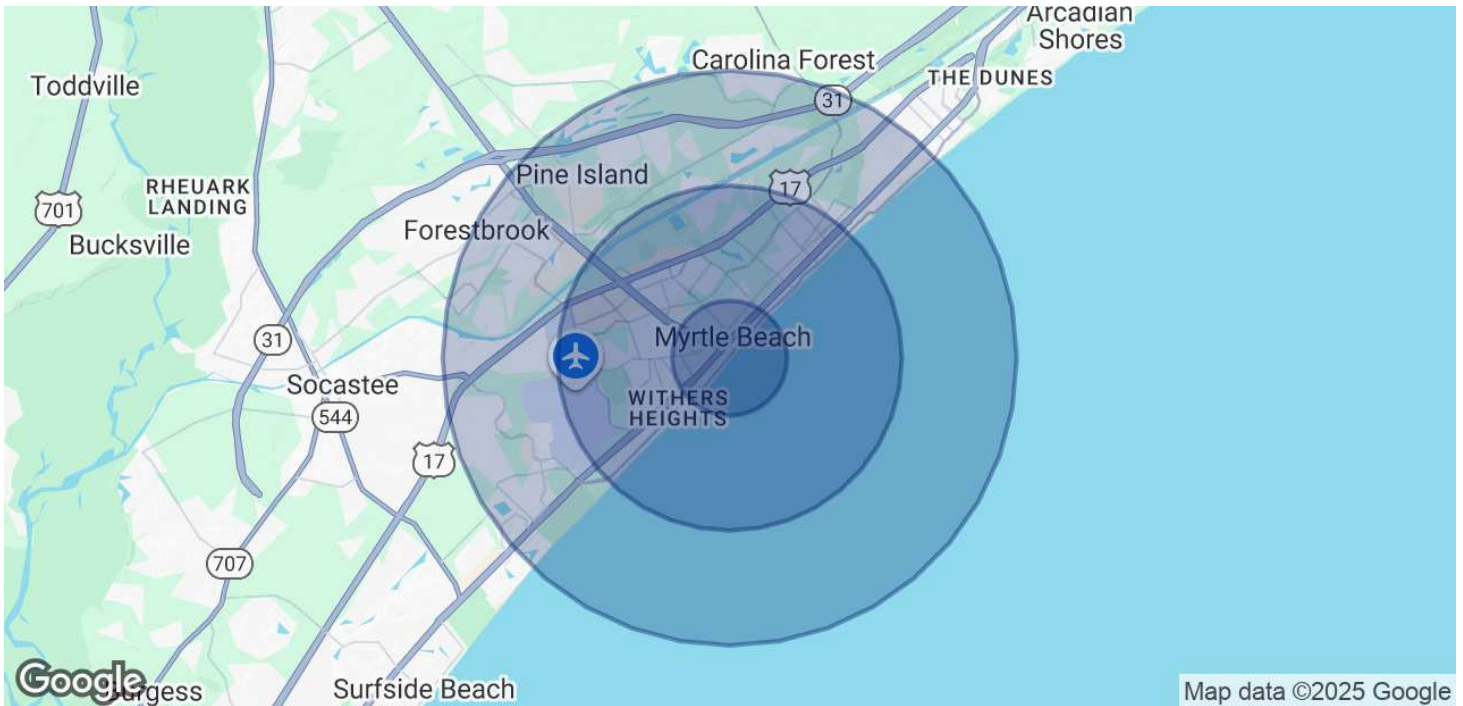 Arcadian
Shores
Carolina Forest
THE DUNES
Toddville
31
Pine Island
17
RHEUARK
LANDING
701
Forestbrook
Bucksville
31
Myrtle Beach
Socastee
544
WITHERS
HEIGHTS
17
707
Google
Burgess
Surfside Beach
Map data ©2025 Google